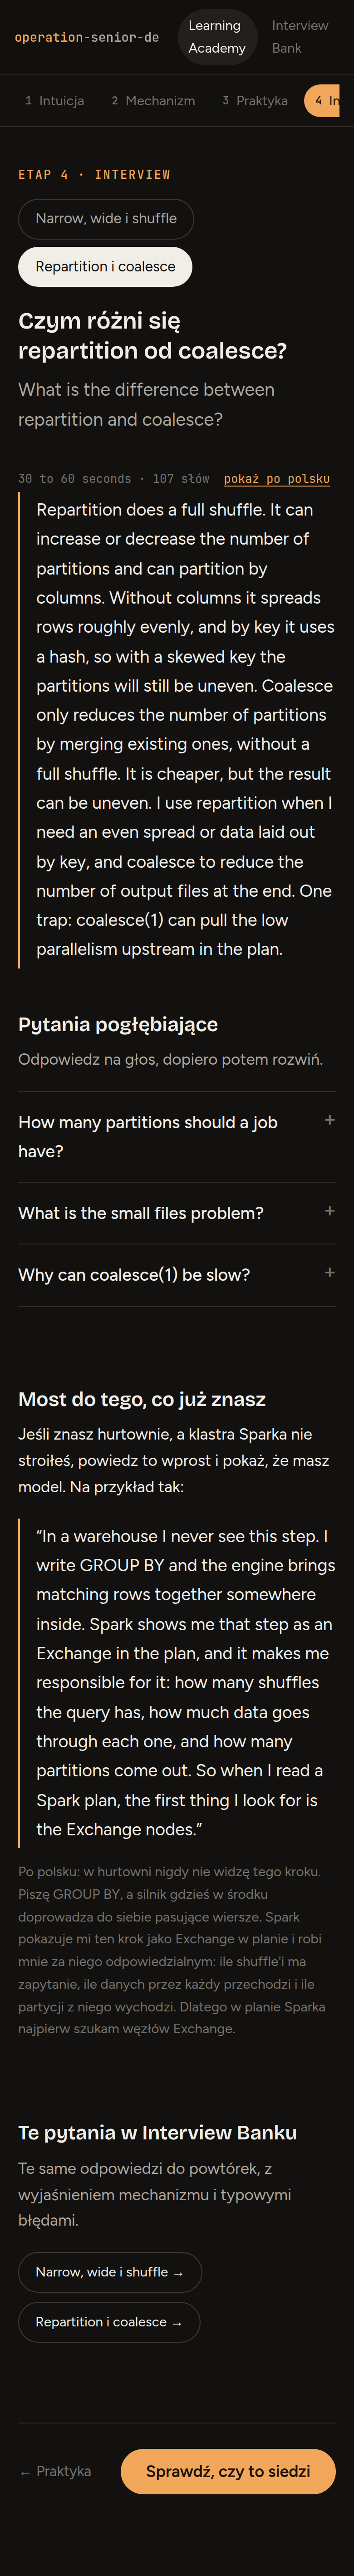 operation-senior-de
Learning
Academy
Interview
Bank
1 Intuicja
2 Mechanizm
3 Praktyka
4 In
ETAP 4 · INTERVIEW
Narrow, wide i shuffle
Repartition i coalesce
Czym różni się
repartition od coalesce?
What is the difference between
repartition and coalesce?
30 to 60 seconds · 107 słów pokaż po polsku
Repartition does a full shuffle. It can
increase or decrease the number of
partitions and can partition by
columns. Without columns it spreads
rows roughly evenly, and by key it uses
a hash, so with a skewed key the
partitions will still be uneven. Coalesce
only reduces the number of partitions
by merging existing ones, without a
full shuffle. It is cheaper, but the result
can be uneven. I use repartition when I
need an even spread or data laid out
by key, and coalesce to reduce the
number of output files at the end. One
trap: coalesce(1) can pull the low
parallelism upstream in the plan.
Pytania pogłębiające
Odpowiedz na głos, dopiero potem rozwiń.
How many partitions should a job
have?
+
What is the small files problem? +
Why can coalesce(1) be slow? +
Most do tego, co już znasz
Jeśli znasz hurtownie, a klastra Sparka nie
stroiłeś, powiedz to wprost i pokaż, że masz
model. Na przykład tak:
“In a warehouse I never see this step. I
write GROUP BY and the engine brings
matching rows together somewhere
inside. Spark shows me that step as an
Exchange in the plan, and it makes me
responsible for it: how many shuffles
the query has, how much data goes
through each one, and how many
partitions come out. So when I read a
Spark plan, the first thing I look for is
the Exchange nodes.”
Po polsku: w hurtowni nigdy nie widzę tego kroku.
Piszę GROUP BY, a silnik gdzieś w środku
doprowadza do siebie pasujące wiersze. Spark
pokazuje mi ten krok jako Exchange w planie i robi
mnie za niego odpowiedzialnym: ile shuffle'i ma
zapytanie, ile danych przez każdy przechodzi i ile
partycji z niego wychodzi. Dlatego w planie Sparka
najpierw szukam węzłów Exchange.
Te pytania w Interview Banku
Te same odpowiedzi do powtórek, z
wyjaśnieniem mechanizmu i typowymi
błędami.
Narrow, wide i shuffle →
Repartition i coalesce →
← Praktyka
Sprawdź, czy to siedzi